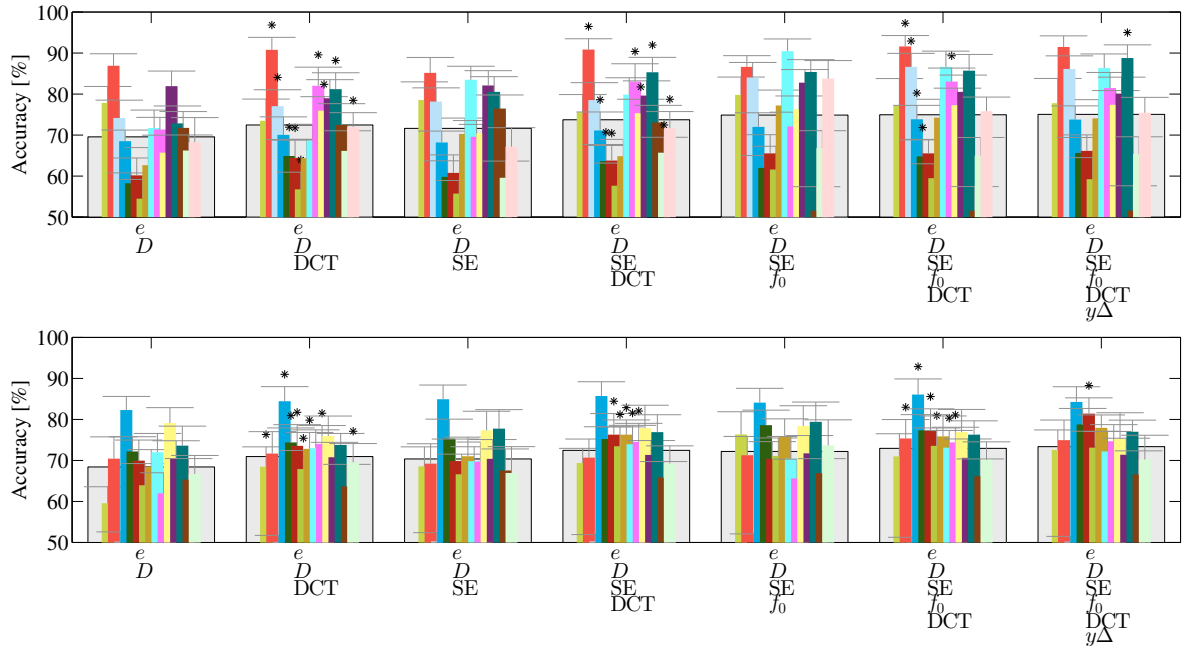 100
90
80
70
60
50
Accuracy [%]
e e e e e e e
D D D D D D D
DCT SE SE SE SE SE
DCT f₀ f₀ f₀
DCT DCT
yΔ
100
90
80
70
60
50
Accuracy [%]
e e e e e e e
D D D D D D D
DCT SE SE SE SE SE
DCT f₀ f₀ f₀
DCT DCT
yΔ